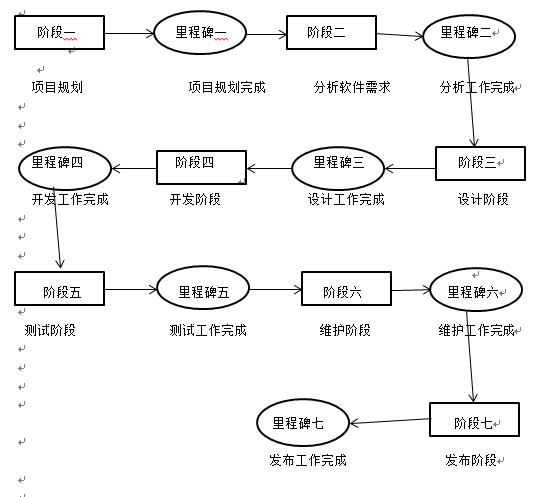 阶段一 里程碑一 阶段二 里程碑二
项目规划 项目规划完成 分析软件需求 分析工作完成
里程碑四 阶段四 里程碑三 阶段三
开发工作完成 开发阶段 设计工作完成 设计阶段
阶段五 里程碑五 阶段六 里程碑六
测试阶段 测试工作完成 维护阶段 维护工作完成
里程碑七 阶段七
发布工作完成 发布阶段